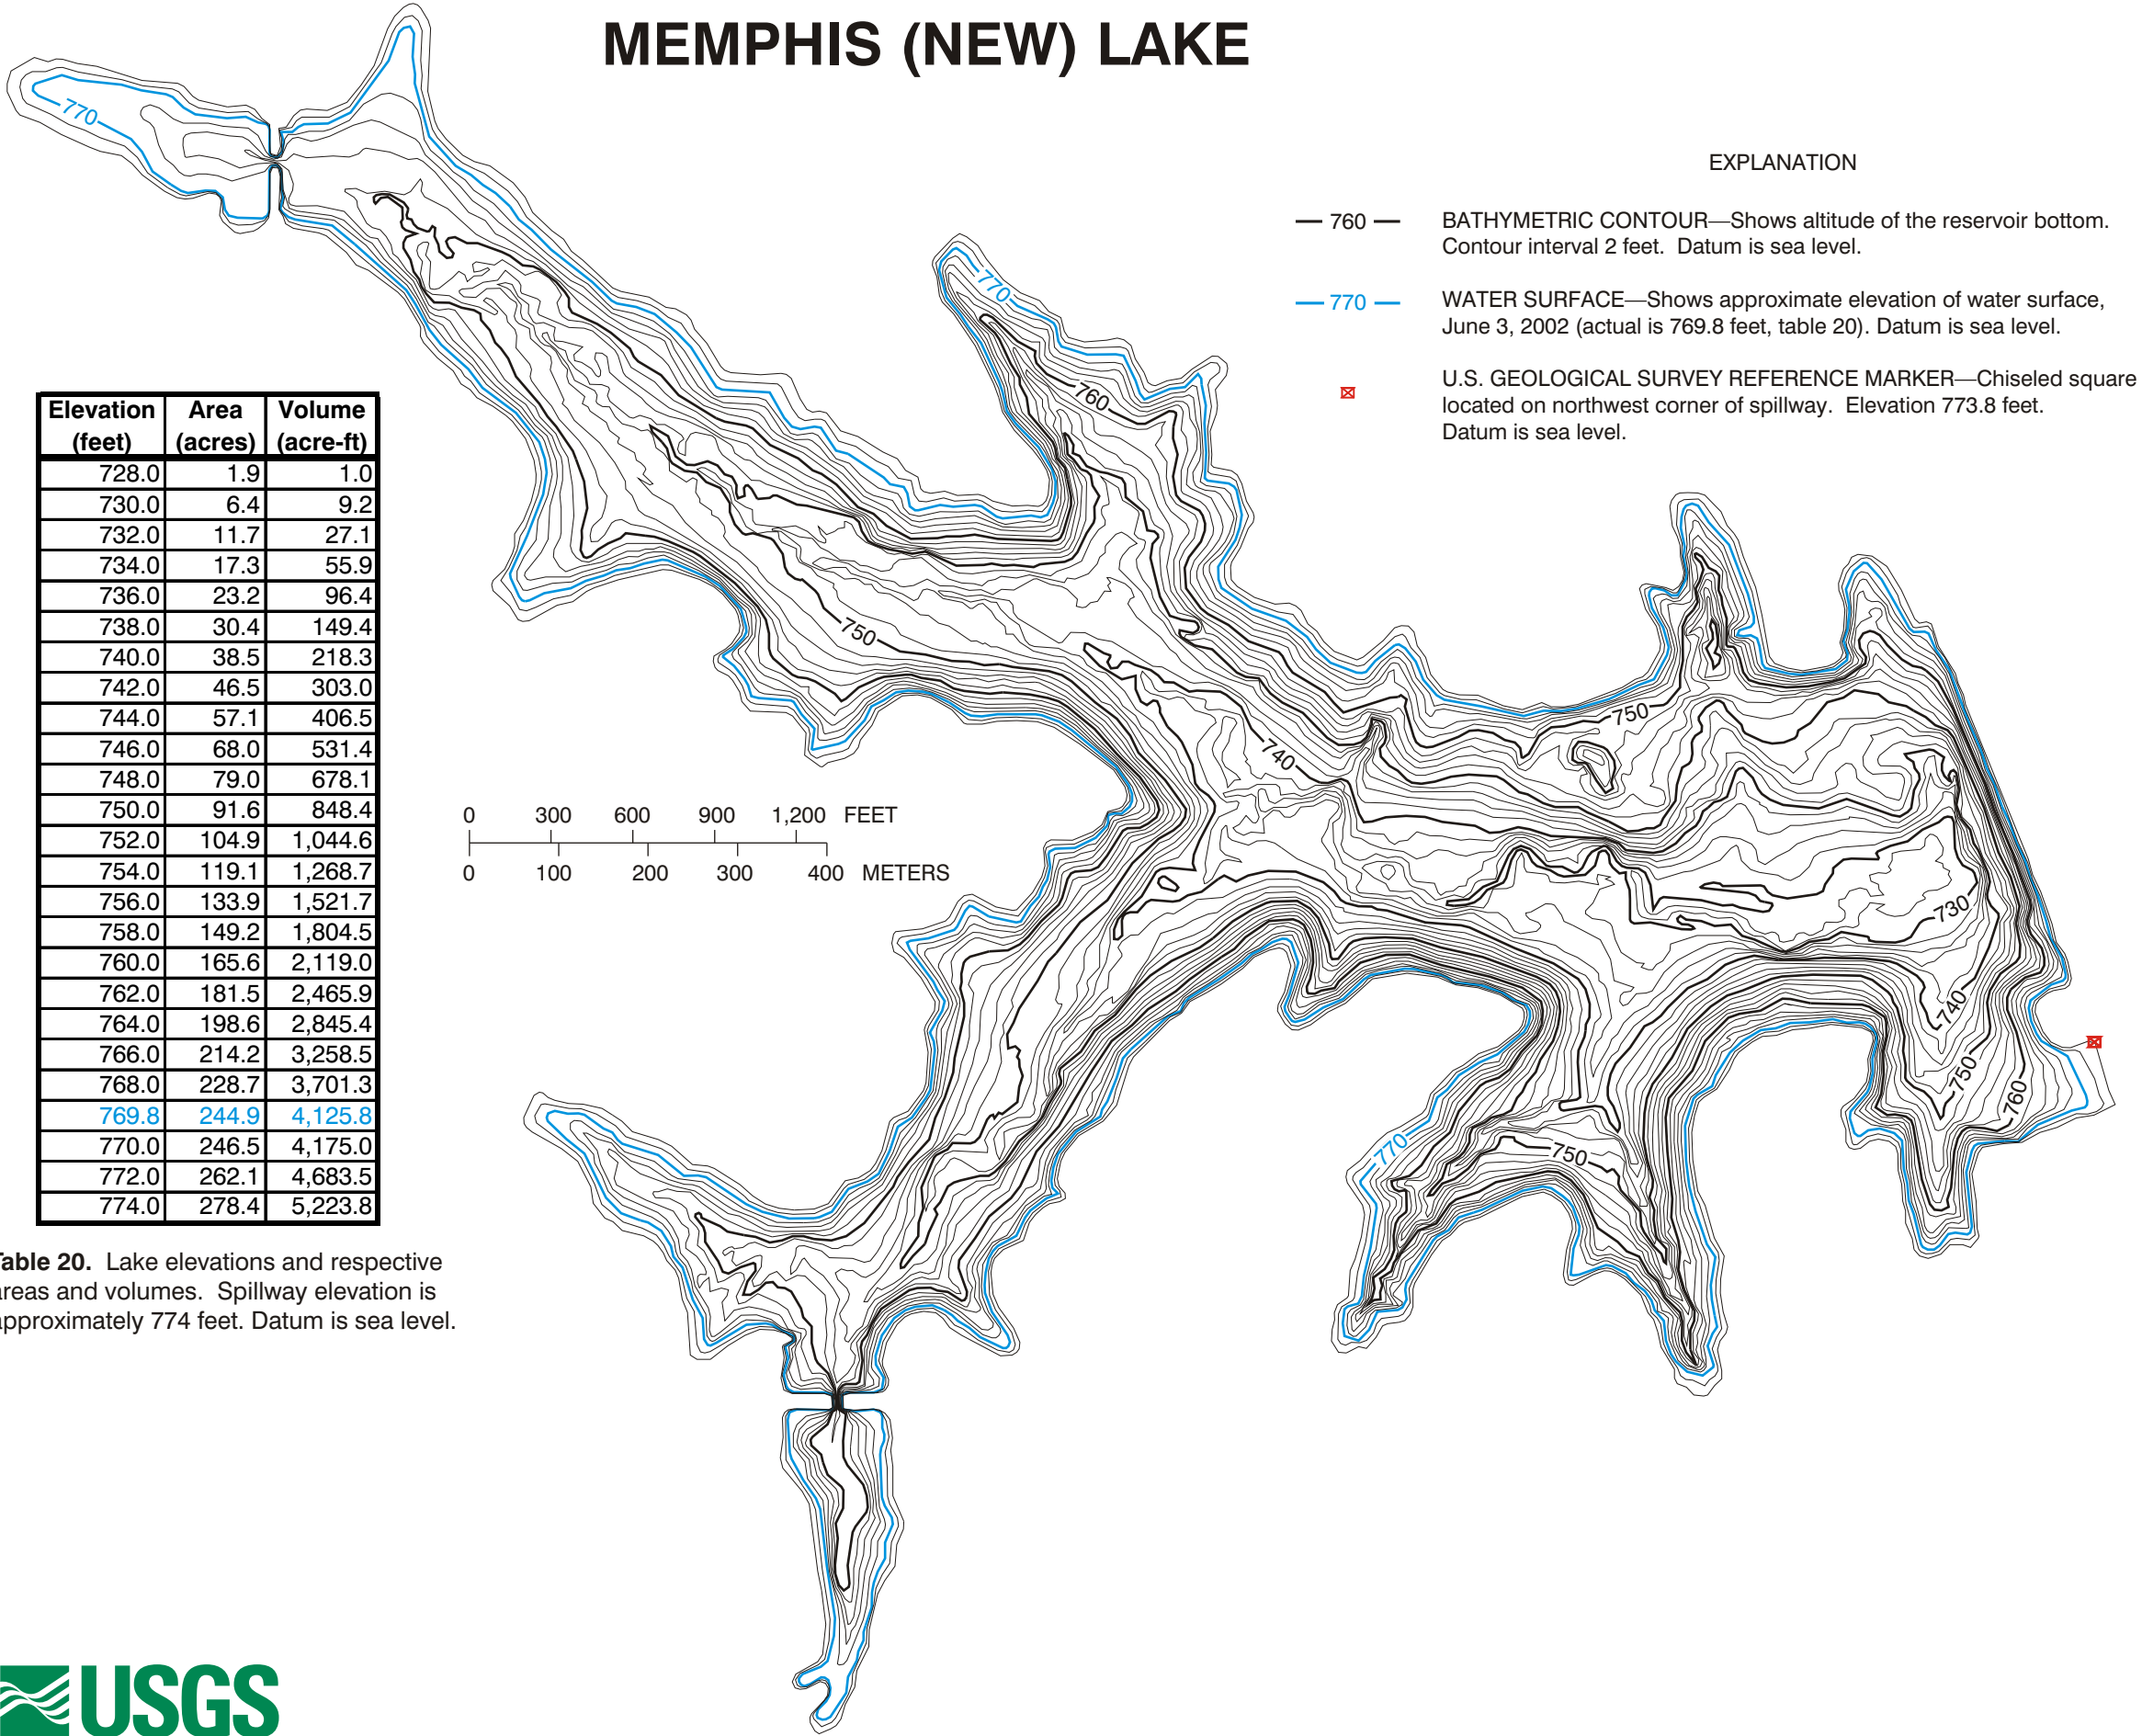 MEMPHIS (NEW) LAKE
770
EXPLANATION
760
BATHYMETRIC CONTOUR—Shows altitude of the reservoir bottom.
Contour interval 2 feet. Datum is sea level.
770
WATER SURFACE—Shows approximate elevation of water surface,
June 3, 2002 (actual is 769.8 feet, table 20). Datum is sea level.
U.S. GEOLOGICAL SURVEY REFERENCE MARKER—Chiseled square
located on northwest corner of spillway. Elevation 773.8 feet.
Datum is sea level.
770
760
Elevation Area Volume
(feet) (acres) (acre-ft)
728.0 1.9 1.0
730.0 6.4 9.2
732.0 11.7 27.1
734.0 17.3 55.9
736.0 23.2 96.4
738.0 30.4 149.4
740.0 38.5 218.3
742.0 46.5 303.0
744.0 57.1 406.5
746.0 68.0 531.4
748.0 79.0 678.1
750.0 91.6 848.4
752.0 104.9 1,044.6
754.0 119.1 1,268.7
756.0 133.9 1,521.7
758.0 149.2 1,804.5
760.0 165.6 2,119.0
762.0 181.5 2,465.9
764.0 198.6 2,845.4
766.0 214.2 3,258.5
768.0 228.7 3,701.3
769.8 244.9 4,125.8
770.0 246.5 4,175.0
772.0 262.1 4,683.5
774.0 278.4 5,223.8
750
750
740
0 300 600 900 1,200 FEET
0 100 200 300 400 METERS
730
740
750
760
770
750
Table 20. Lake elevations and respective
areas and volumes. Spillway elevation is
approximately 774 feet. Datum is sea level.
USGS